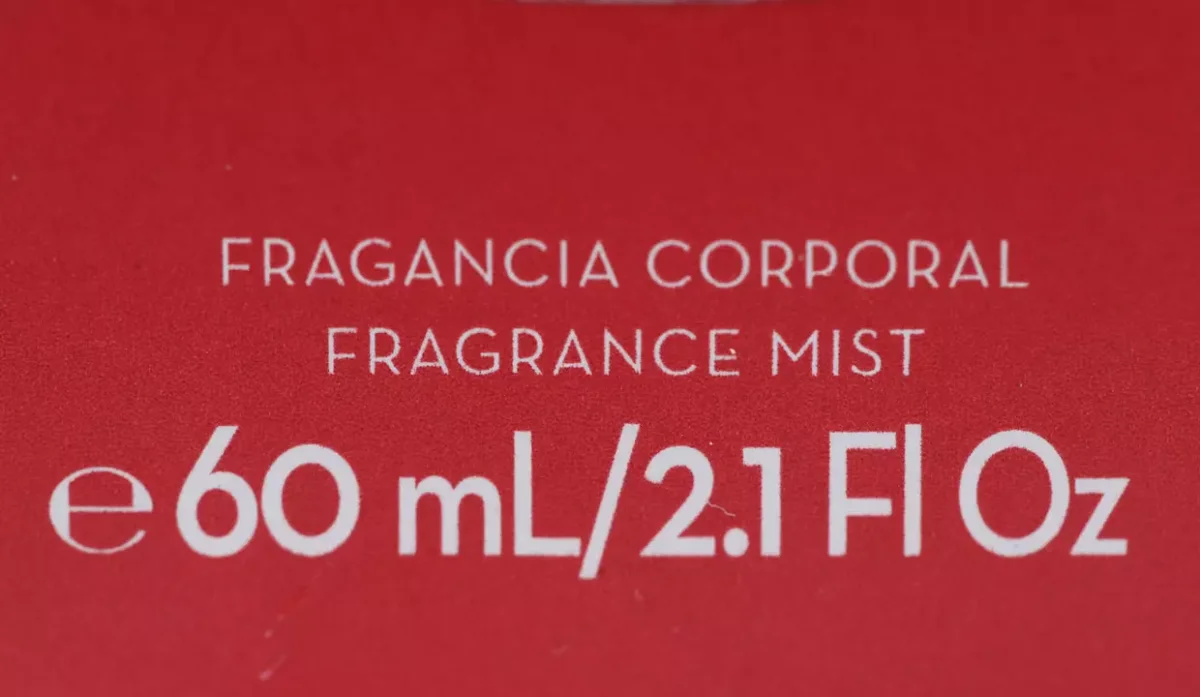 FRAGANCIA CORPORAL
FRAGRANCE MIST
℮60 mL/2.1 Fl Oz